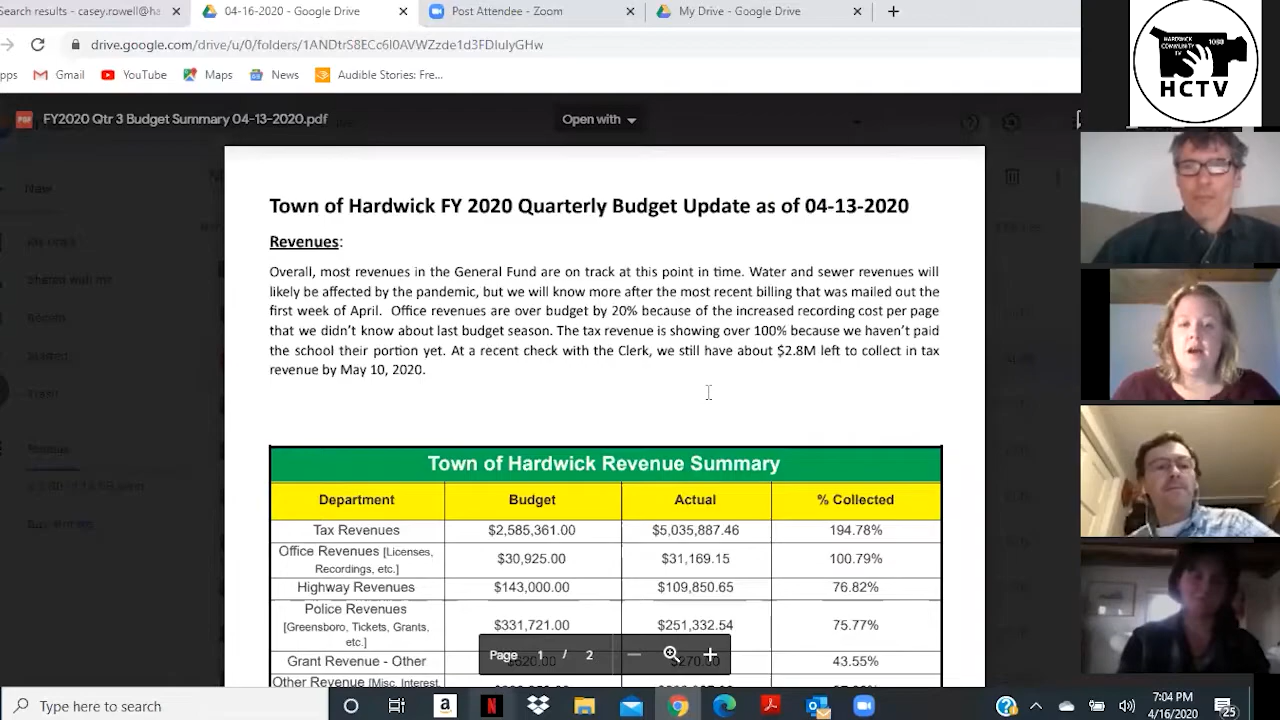 Search results - casey.rowell@ha
04-16-2020 - Google Drive
Post Attendee - Zoom
My Drive - Google Drive
drive.google.com/drive/u/0/folders/1ANDtrS8ECc6I0AVWZzde1d3FDIuIyGHw
pps
Gmail
YouTube
Maps
News
Audible Stories: Fre...
HARDWICK
COMMUNITY
TV
1088
HCTV
PDF
FY2020 Qtr 3 Budget Summary 04-13-2020.pdf
Open with
New
Shared with me
Town of Hardwick FY 2020 Quarterly Budget Update as of 04-13-2020
Revenues:
Overall, most revenues in the General Fund are on track at this point in time. Water and sewer revenues will
likely be affected by the pandemic, but we will know more after the most recent billing that was mailed out the
first week of April. Office revenues are over budget by 20% because of the increased recording cost per page
that we didn't know about last budget season. The tax revenue is showing over 100% because we haven't paid
the school their portion yet. At a recent check with the Clerk, we still have about $2.8M left to collect in tax
revenue by May 10, 2020.
Town of Hardwick Revenue Summary
Department Budget Actual % Collected
Tax Revenues $2,585,361.00 $5,035,887.46 194.78%
Office Revenues [Licenses,
Recordings, etc.] $30,925.00 $31,169.15 100.79%
Highway Revenues $143,000.00 $109,850.65 76.82%
Police Revenues
[Greensboro, Tickets, Grants,
etc.] $331,721.00 $251,332.54 75.77%
Grant Revenue - Other $620.00 $270.00 43.55%
Other Revenue [Misc, Interest,
Page 1 / 2
Type here to search
7:04 PM
4/16/2020
25